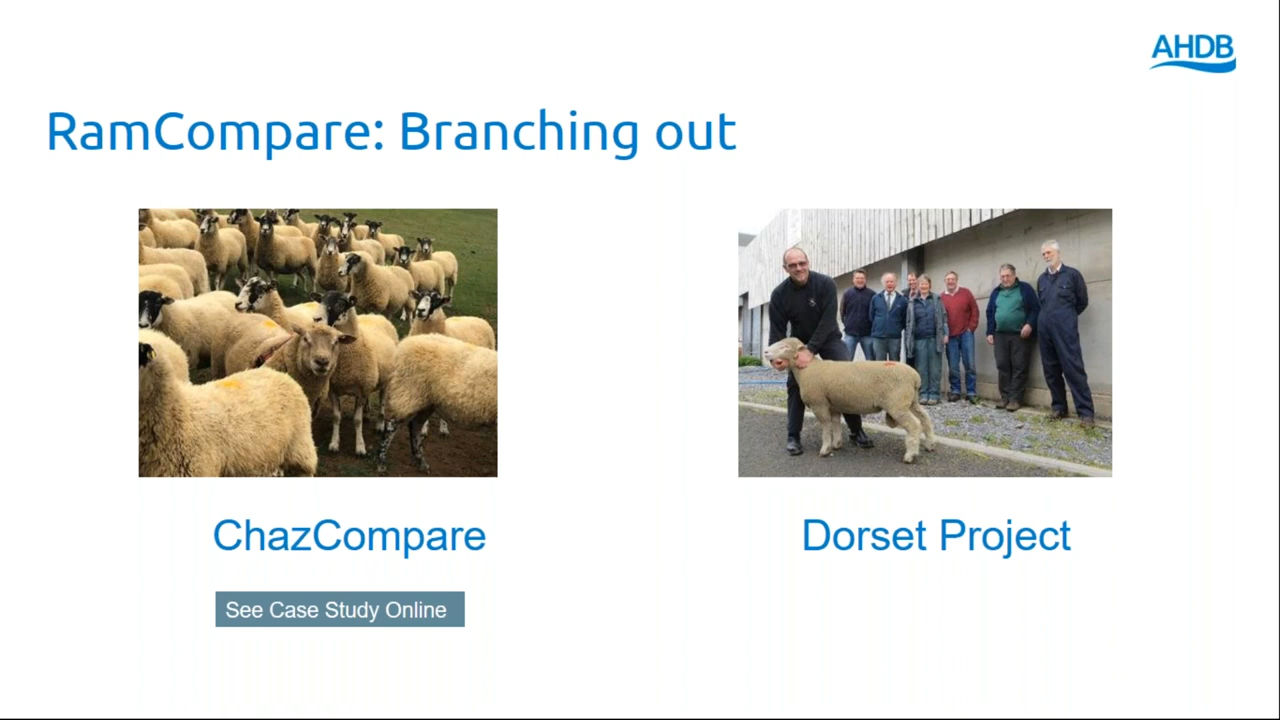 AHDB
RamCompare: Branching out
ChazCompare
Dorset Project
See Case Study Online